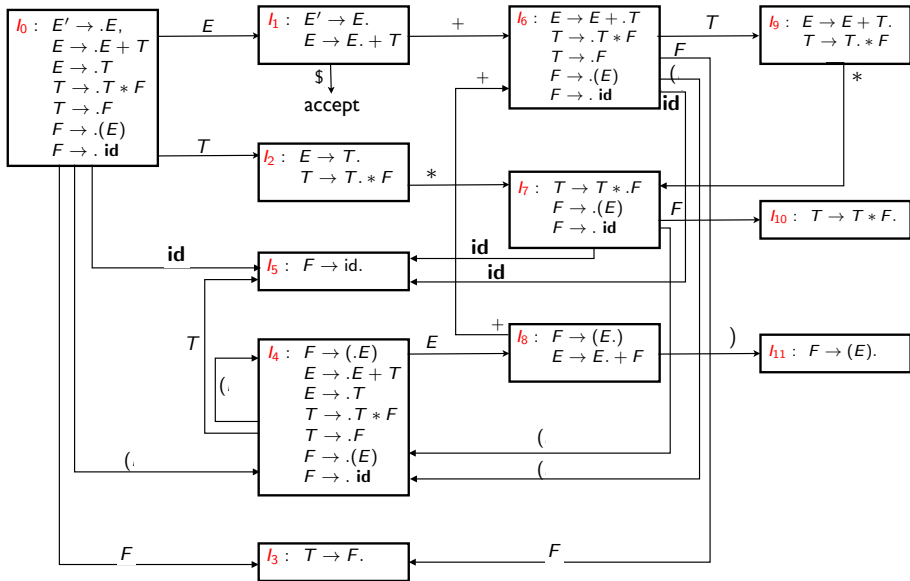 I0 : E′ → .E,
E → .E + T
E → .T
T → .T ∗ F
T → .F
F → .(E)
F → . id
E
I1 : E′ → E.
E → E. + T
$
accept
+
I6 : E → E + .T
T → .T ∗ F
T → .F
F → .(E)
F → . id
T
F
(
id
I9 : E → E + T.
T → T. ∗ F
∗
+
T
I2 : E → T.
T → T. ∗ F
∗
I7 : T → T ∗ .F
F → .(E)
F → . id
F
I10 : T → T ∗ F.
id
I5 : F → id.
id
id
T
(
I4 : F → (.E)
E → .E + T
E → .T
T → .T ∗ F
T → .F
F → .(E)
F → . id
E
+
I8 : F → (E.)
E → E. + F
)
I11 : F → (E).
(
(
(
F
I3 : T → F.
F